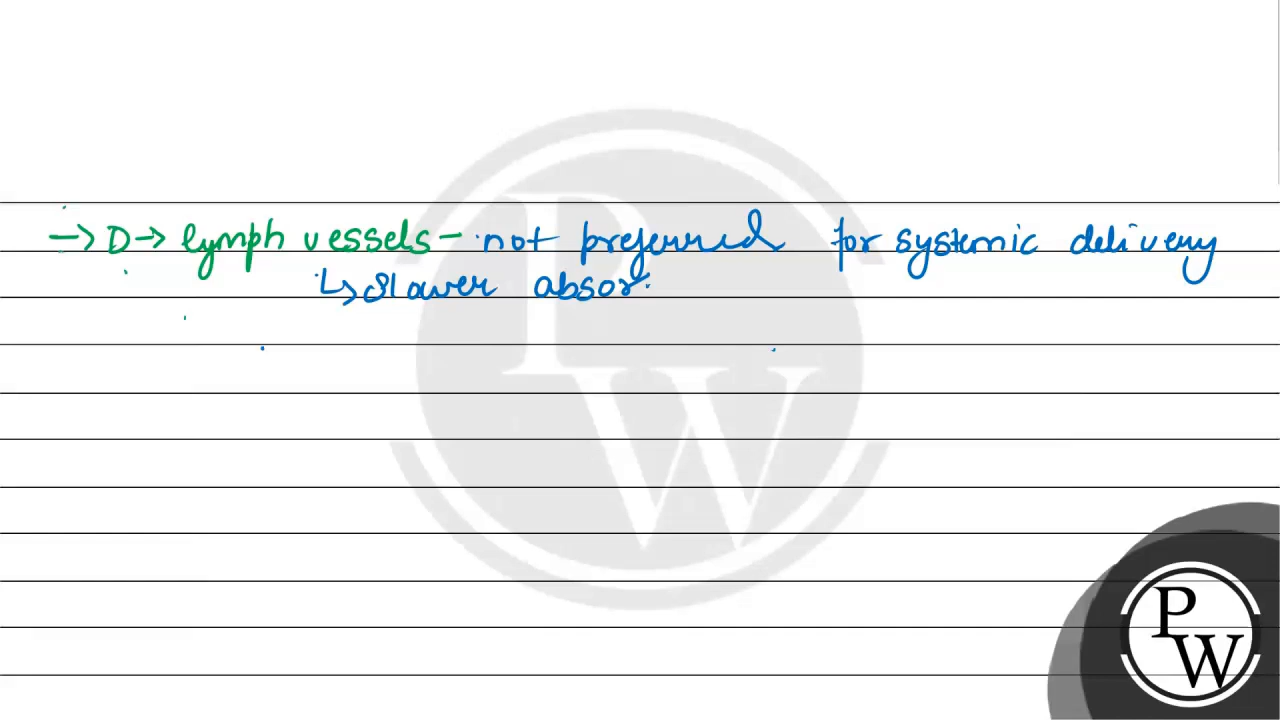 → D → lymph vessels - not preferred for systemic delivery
↳ slower absor.
P
W
P
W